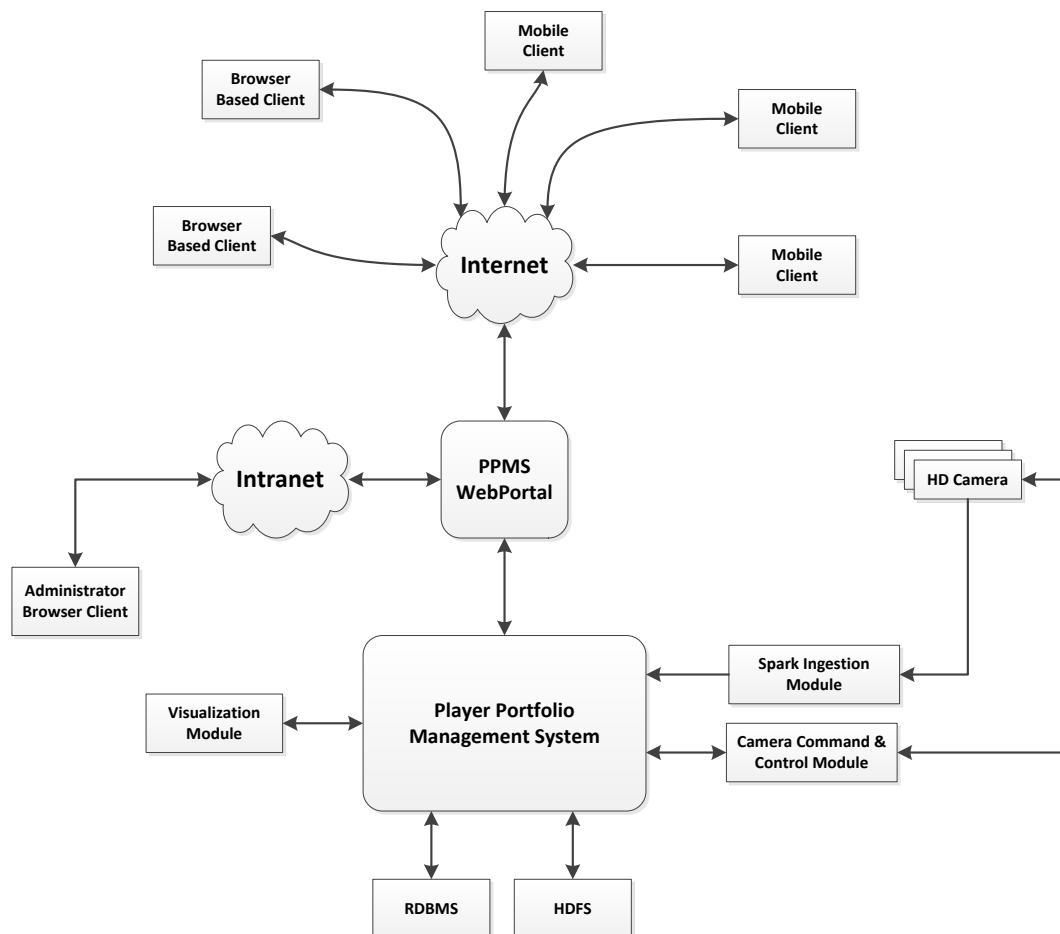 Mobile
Client
Browser
Based Client
Mobile
Client
Browser
Based Client
Internet
Mobile
Client
Intranet
PPMS
WebPortal
HD Camera
Administrator
Browser Client
Spark Ingestion
Module
Visualization
Module
Player Portfolio
Management System
Camera Command &
Control Module
RDBMS
HDFS